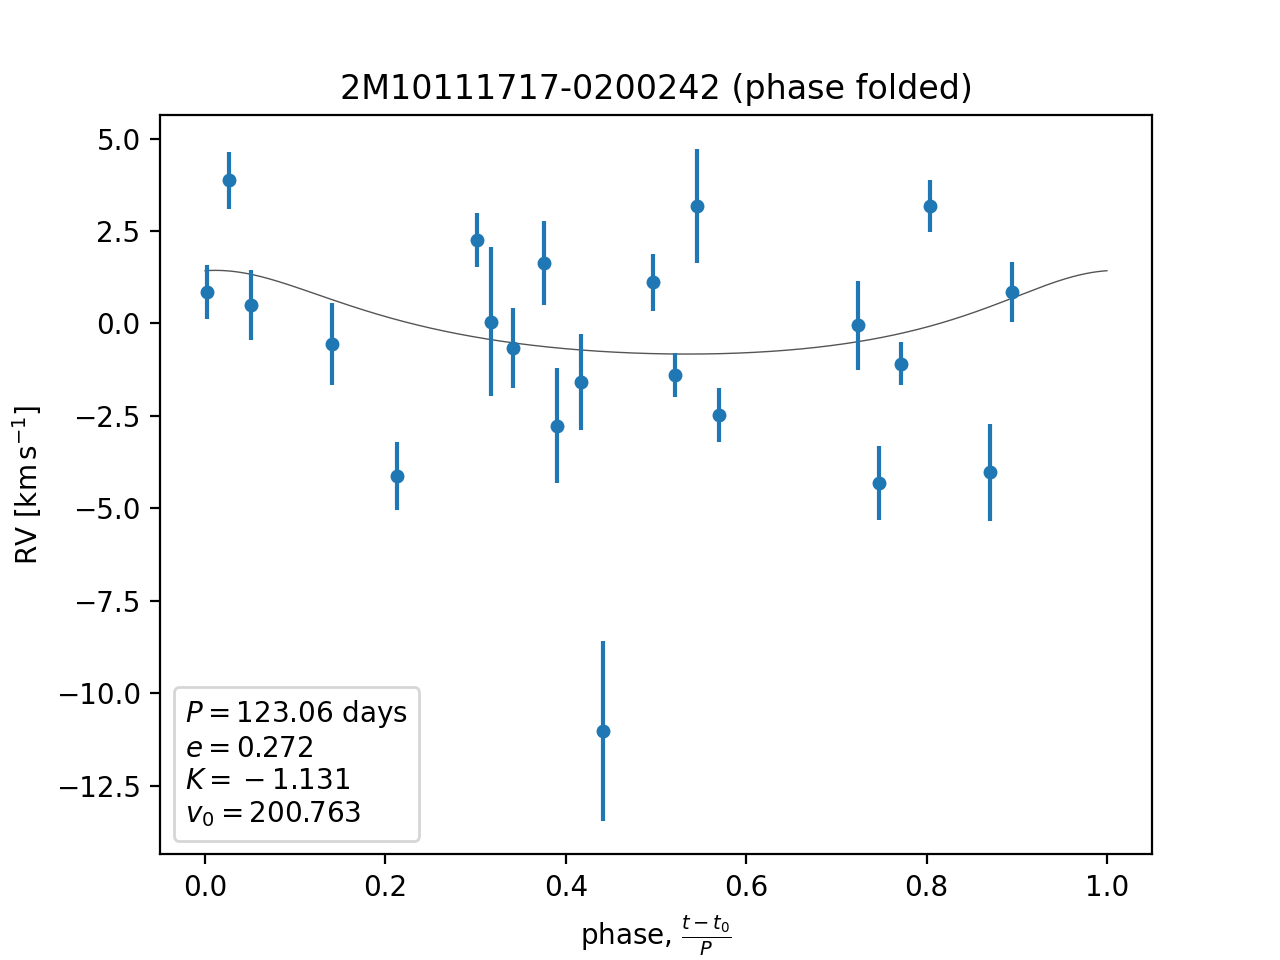 2M10111717-0200242 (phase folded)
5.0
2.5
0.0
−2.5
−5.0
−7.5
−10.0
−12.5
RV [km s⁻¹]
P = 123.06 days
e = 0.272
K = −1.131
v₀ = 200.763
0.0 0.2 0.4 0.6 0.8 1.0
phase, (t − t₀)/P